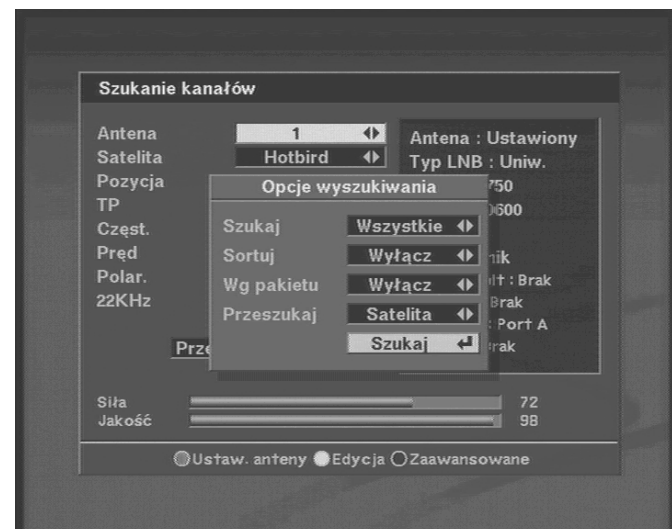 Szukanie kanałów
Antena 1
Satelita Hotbird
Pozycja
TP
Częst.
Pręd
Polar.
22KHz
Antena : Ustawiony
Typ LNB : Uniw.
Opcje wyszukiwania
Szukaj Wszystkie
Sortuj Wyłącz
Wg pakietu Wyłącz
Przeszukaj Satelita
Szukaj
: Brak
Brak
: Port A
Siła 72
Jakość 98
Ustaw. anteny Edycja Zaawansowane